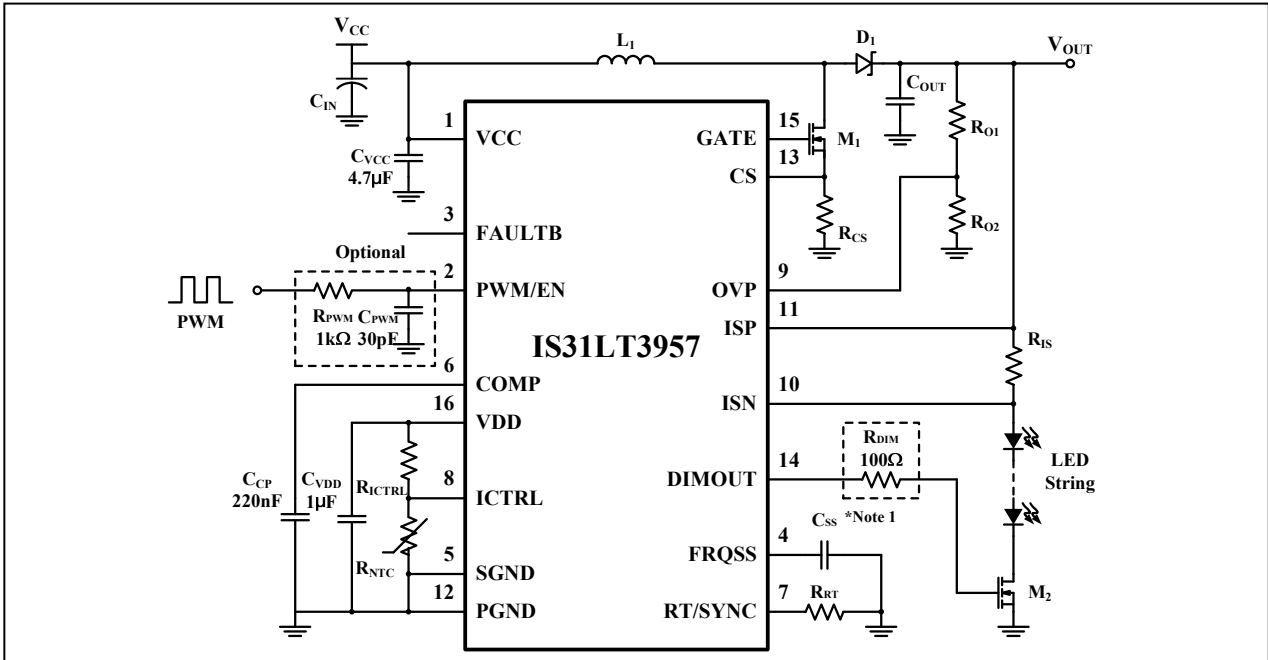 VCC
L1
D1
VOUT
CIN
COUT
1
VCC
15
GATE
M1
RO1
CVCC
4.7µF
13
CS
RCS
RO2
3
FAULTB
Optional
2
PWM/EN
9
OVP
PWM
RPWM
1kΩ
CPWM
30pF
11
ISP
IS31LT3957
RIS
6
COMP
10
ISN
16
VDD
RDIM
100Ω
14
DIMOUT
LED
String
CCP
220nF
CVDD
1µF
RICTRL
8
ICTRL
*Note 1
CSS
4
FRQSS
RNTC
5
SGND
12
PGND
7
RT/SYNC
RRT
M2